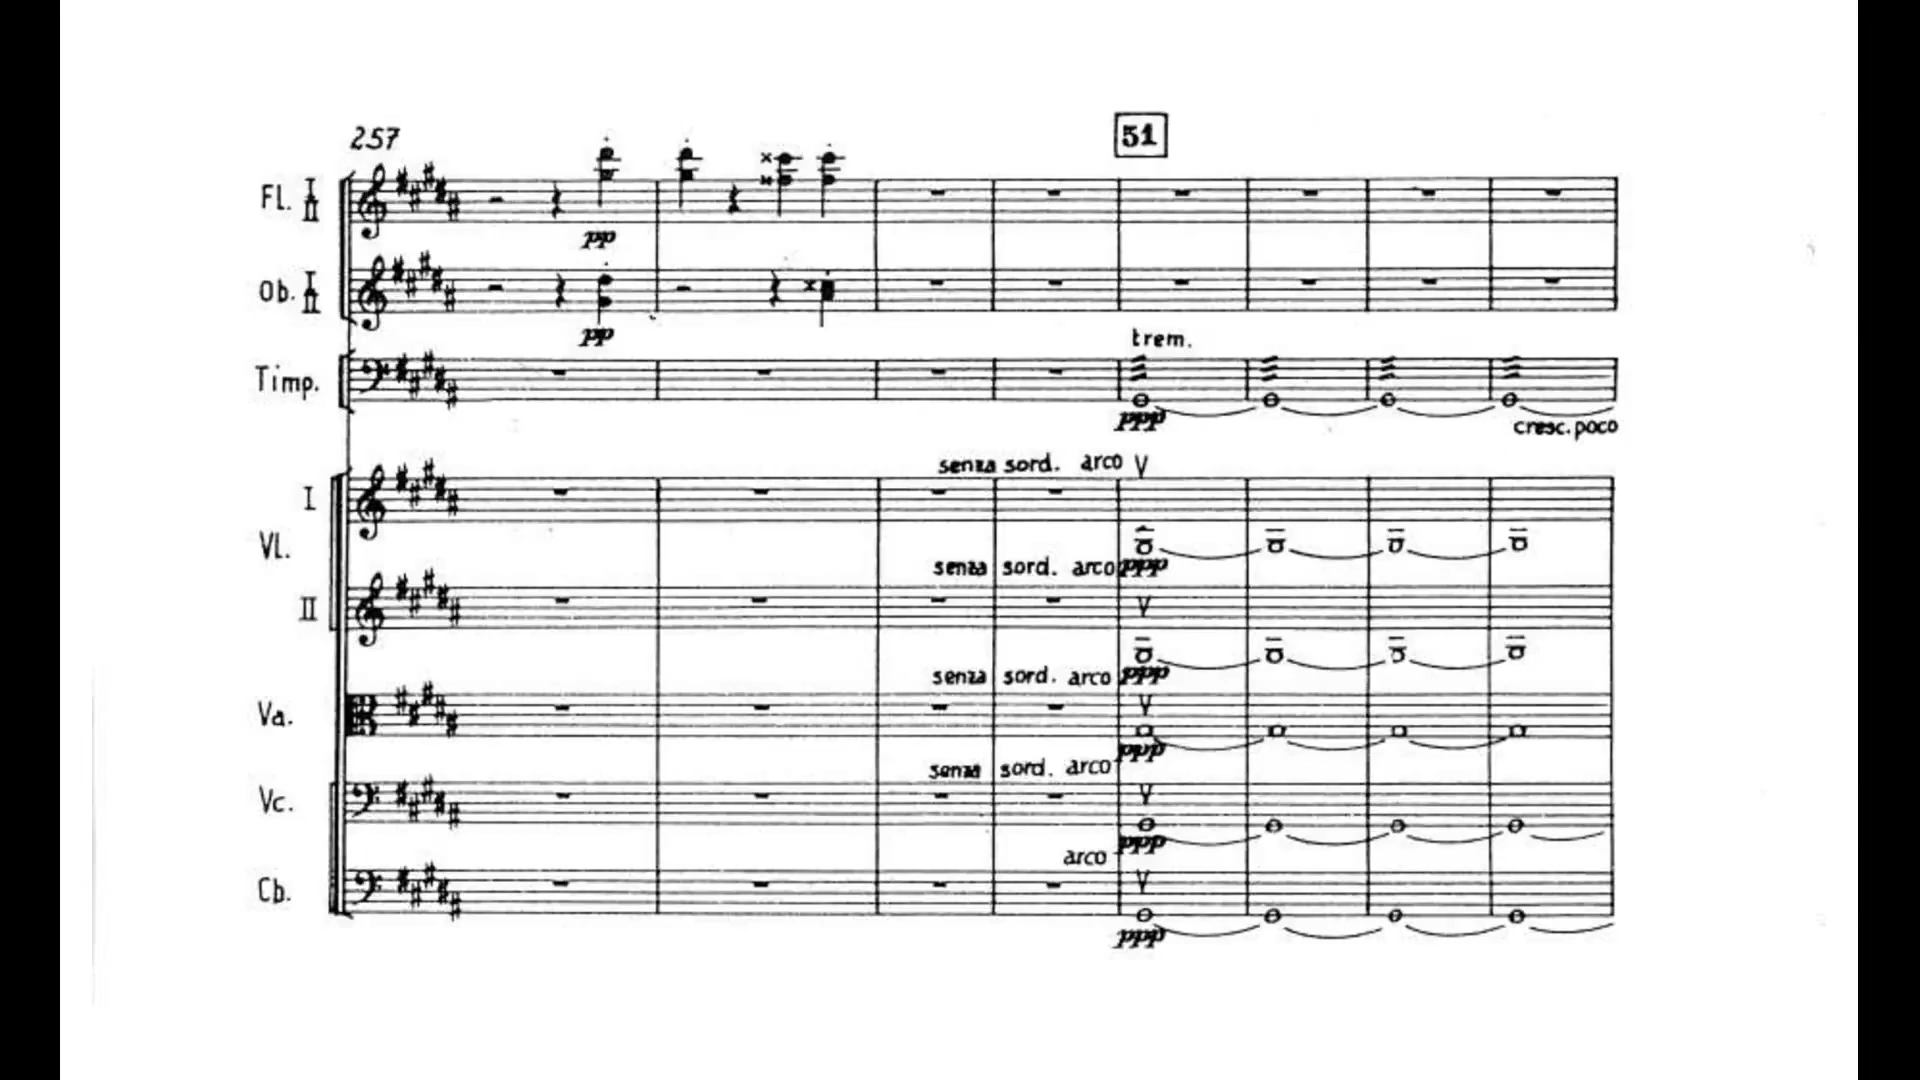 257
51
Fl. I II
pp
Ob. I II
pp
trem.
Timp.
ppp
cresc. poco
senza sord. arco
I
Vl.
ppp
senza sord. arco
II
ppp
senza sord. arco
Va.
ppp
senza sord. arco
Vc.
ppp
arco
Cb.
ppp